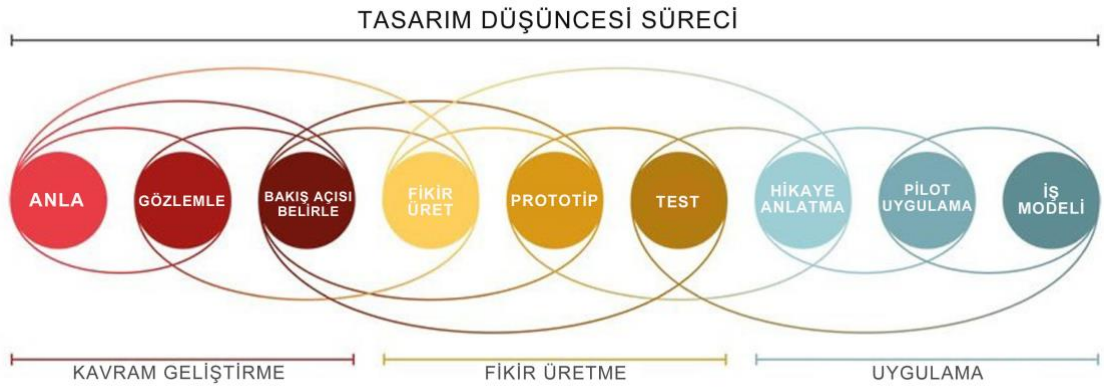 TASARIM DÜŞÜNCESİ SÜRECİ
ANLA
GÖZLEMLE
BAKIŞ AÇISI
BELİRLE
FİKİR
ÜRET
PROTOTİP
TEST
HİKAYE
ANLATMA
PİLOT
UYGULAMA
İŞ
MODELİ
KAVRAM GELİŞTİRME
FİKİR ÜRETME
UYGULAMA